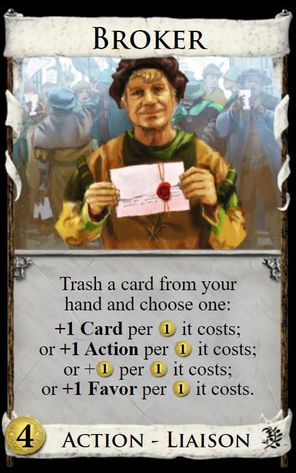 BROKER
Trash a card from your
hand and choose one:
+1 Card per 1 it costs;
or +1 Action per 1 it costs;
or +1 per 1 it costs;
or +1 Favor per 1 it costs.
4 ACTION - LIAISON